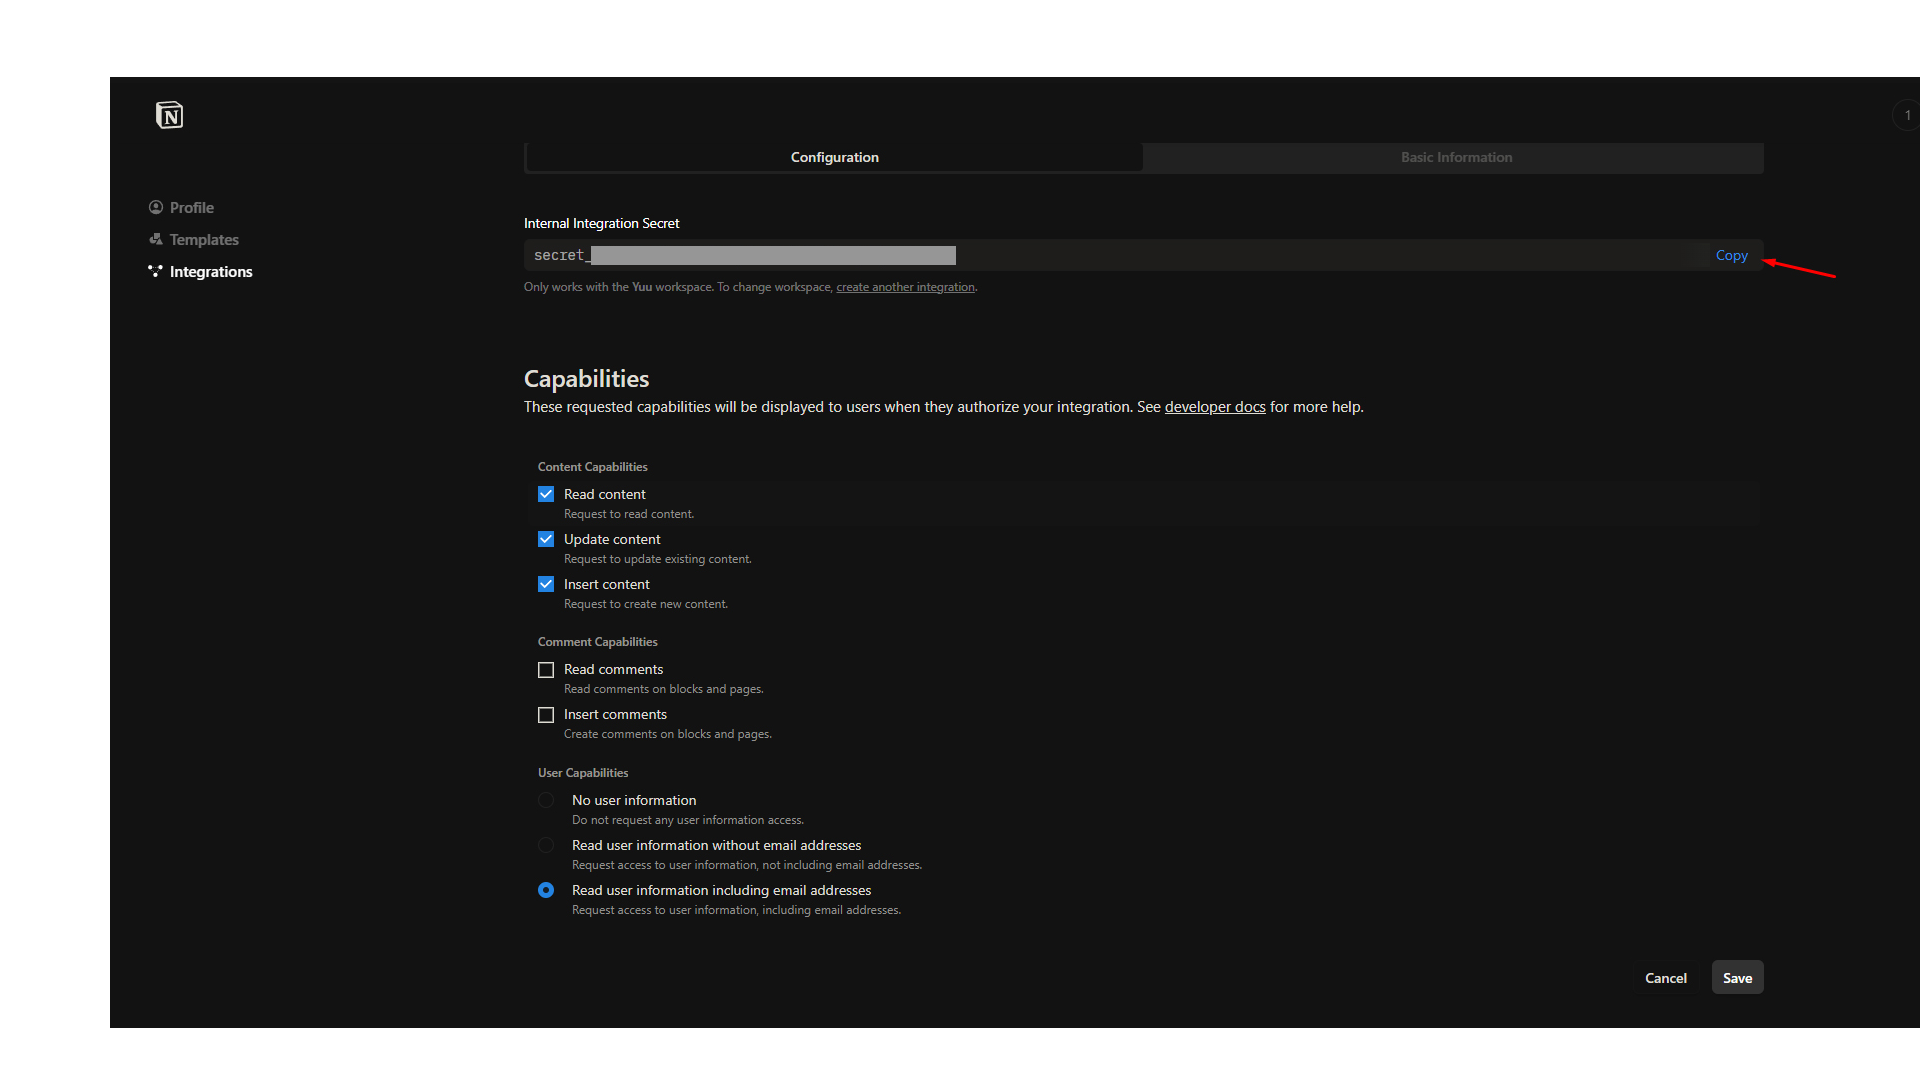 N
1
Configuration
Basic Information
Profile
Templates
Integrations
Internal Integration Secret
secret_
Copy
Only works with the Yuu workspace. To change workspace, create another integration.
Capabilities
These requested capabilities will be displayed to users when they authorize your integration. See developer docs for more help.
Content Capabilities
Read content
Request to read content.
Update content
Request to update existing content.
Insert content
Request to create new content.
Comment Capabilities
Read comments
Read comments on blocks and pages.
Insert comments
Create comments on blocks and pages.
User Capabilities
No user information
Do not request any user information access.
Read user information without email addresses
Request access to user information, not including email addresses.
Read user information including email addresses
Request access to user information, including email addresses.
Cancel
Save